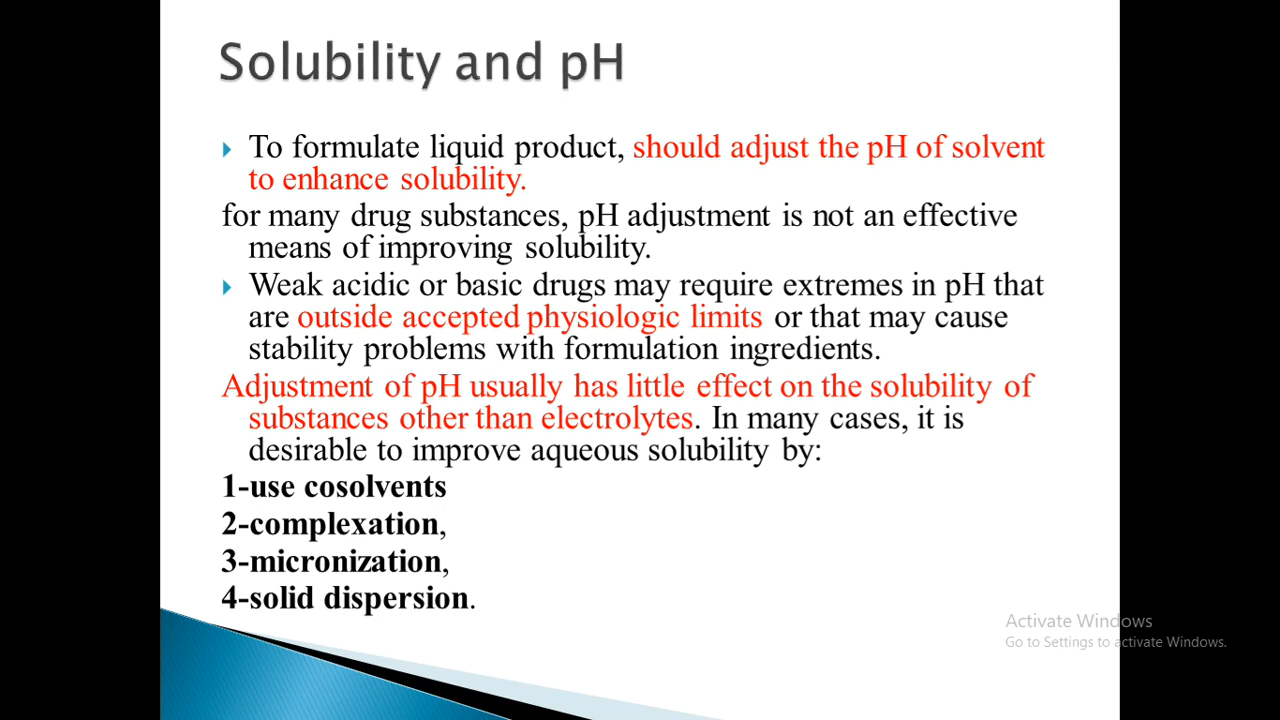 Solubility and pH
To formulate liquid product, should adjust the pH of solvent
to enhance solubility.
for many drug substances, pH adjustment is not an effective
means of improving solubility.
Weak acidic or basic drugs may require extremes in pH that
are outside accepted physiologic limits or that may cause
stability problems with formulation ingredients.
Adjustment of pH usually has little effect on the solubility of
substances other than electrolytes. In many cases, it is
desirable to improve aqueous solubility by:
1-use cosolvents
2-complexation,
3-micronization,
4-solid dispersion.
Activate Windows
Go to Settings to activate Windows.